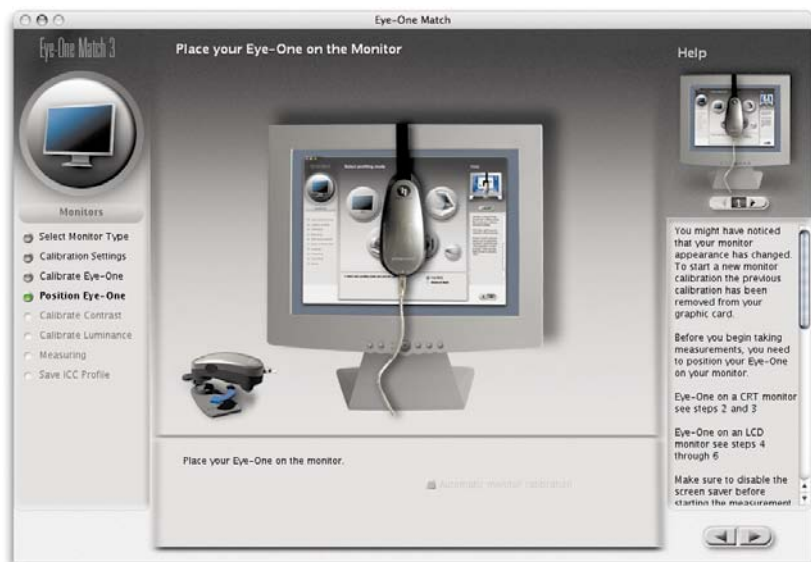 Eye-One Match
Eye-One Match 3
Place your Eye-One on the Monitor
Monitors
Select Monitor Type
Calibration Settings
Calibrate Eye-One
Position Eye-One
Calibrate Contrast
Calibrate Luminance
Measuring
Save ICC Profile
Place your Eye-One on the monitor.
Automatic monitor calibration
Help
1
You might have noticed
that your monitor
appearance has changed.
To start a new monitor
calibration the previous
calibration has been
removed from your
graphic card.
Before you begin taking
measurements, you need
to position your Eye-One
on your monitor.
Eye-One on a CRT monitor
see steps 2 and 3
Eye-One on an LCD
monitor see steps 4
through 6
Make sure to disable the
screen saver before
starting the measurement